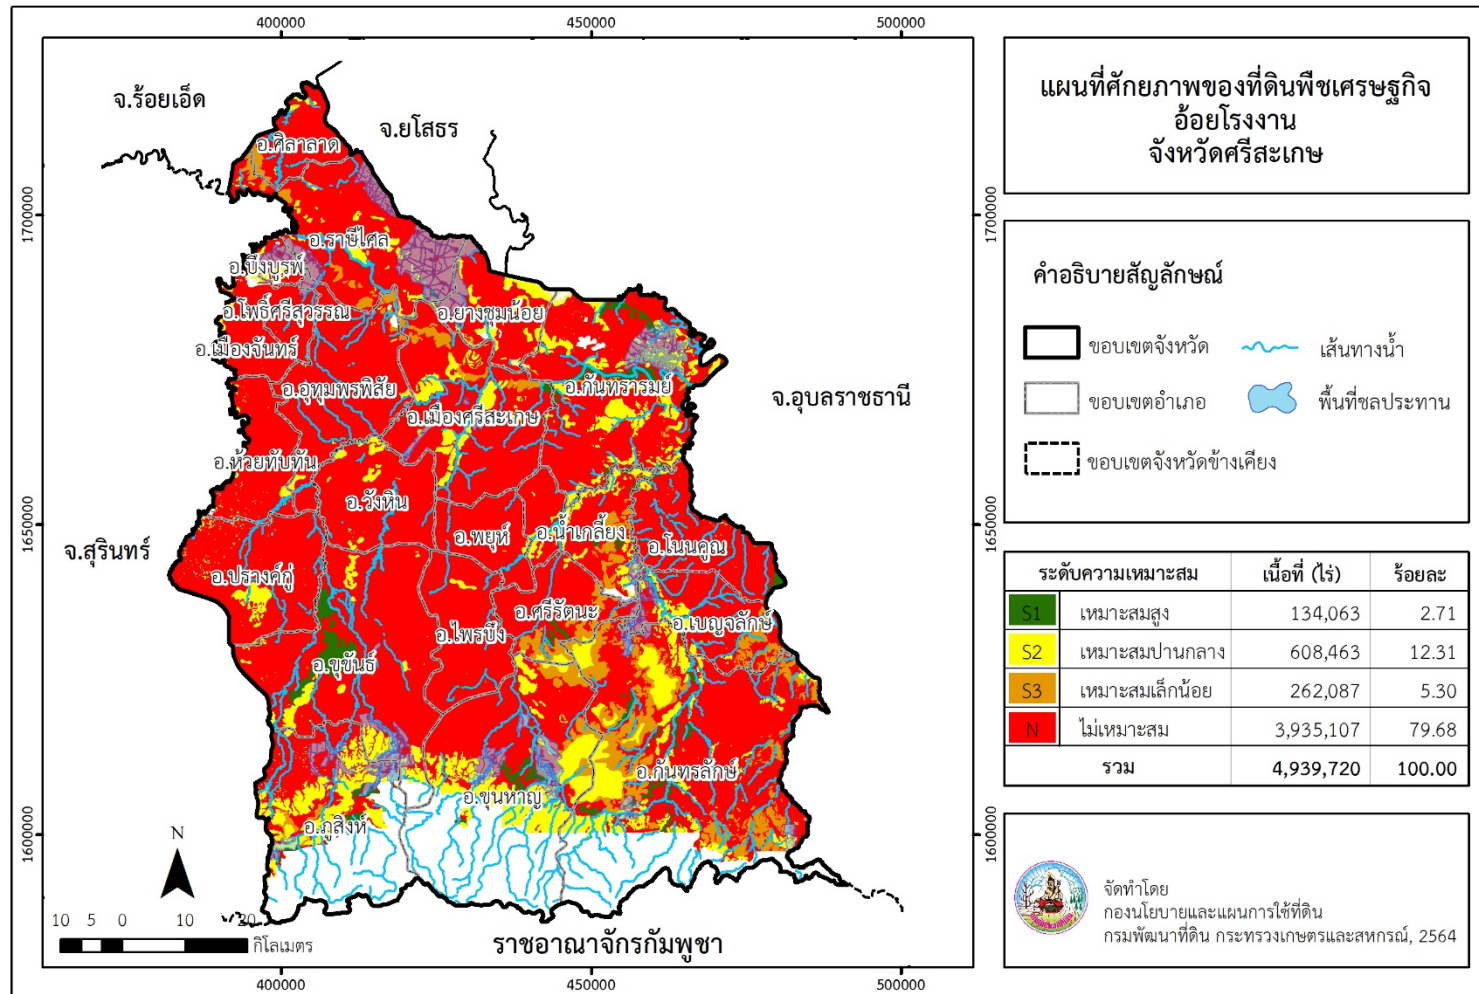 400000
450000
500000
จ.ร้อยเอ็ด
จ.ยโสธร
อ.ศิลาลาด
1700000
1700000
อ.ราษีไศล
อ.บึงบูรพ์
อ.โพธิ์ศรีสุวรรณ
อ.ยางชุมน้อย
อ.เมืองจันทร์
อ.อุทุมพรพิสัย
อ.กันทรารมย์
จ.อุบลราชธานี
อ.เมืองศรีสะเกษ
อ.ห้วยทับทัน
อ.วังหิน
1650000
1650000
จ.สุรินทร์
อ.พยุห์
อ.น้ำเกลี้ยง
อ.โนนคูณ
อ.ปรางค์กู่
อ.ศรีรัตนะ
อ.เบญจลักษ์
อ.ไพรบึง
อ.ขุขันธ์
อ.กันทรลักษ์
อ.ขุนหาญ
อ.ภูสิงห์
1600000
1600000
N
10 5 0 10 20
กิโลเมตร
ราชอาณาจักรกัมพูชา
400000
450000
500000
แผนที่ศักยภาพของที่ดินพืชเศรษฐกิจ
อ้อยโรงงาน
จังหวัดศรีสะเกษ
คำอธิบายสัญลักษณ์
ขอบเขตจังหวัด เส้นทางน้ำ
ขอบเขตอำเภอ พื้นที่ชลประทาน
ขอบเขตจังหวัดข้างเคียง
ระดับความเหมาะสม เนื้อที่ (ไร่) ร้อยละ
S1 เหมาะสมสูง 134,063 2.71
S2 เหมาะสมปานกลาง 608,463 12.31
S3 เหมาะสมเล็กน้อย 262,087 5.30
N ไม่เหมาะสม 3,935,107 79.68
รวม 4,939,720 100.00
จัดทำโดย
กองนโยบายและแผนการใช้ที่ดิน
กรมพัฒนาที่ดิน กระทรวงเกษตรและสหกรณ์, 2564